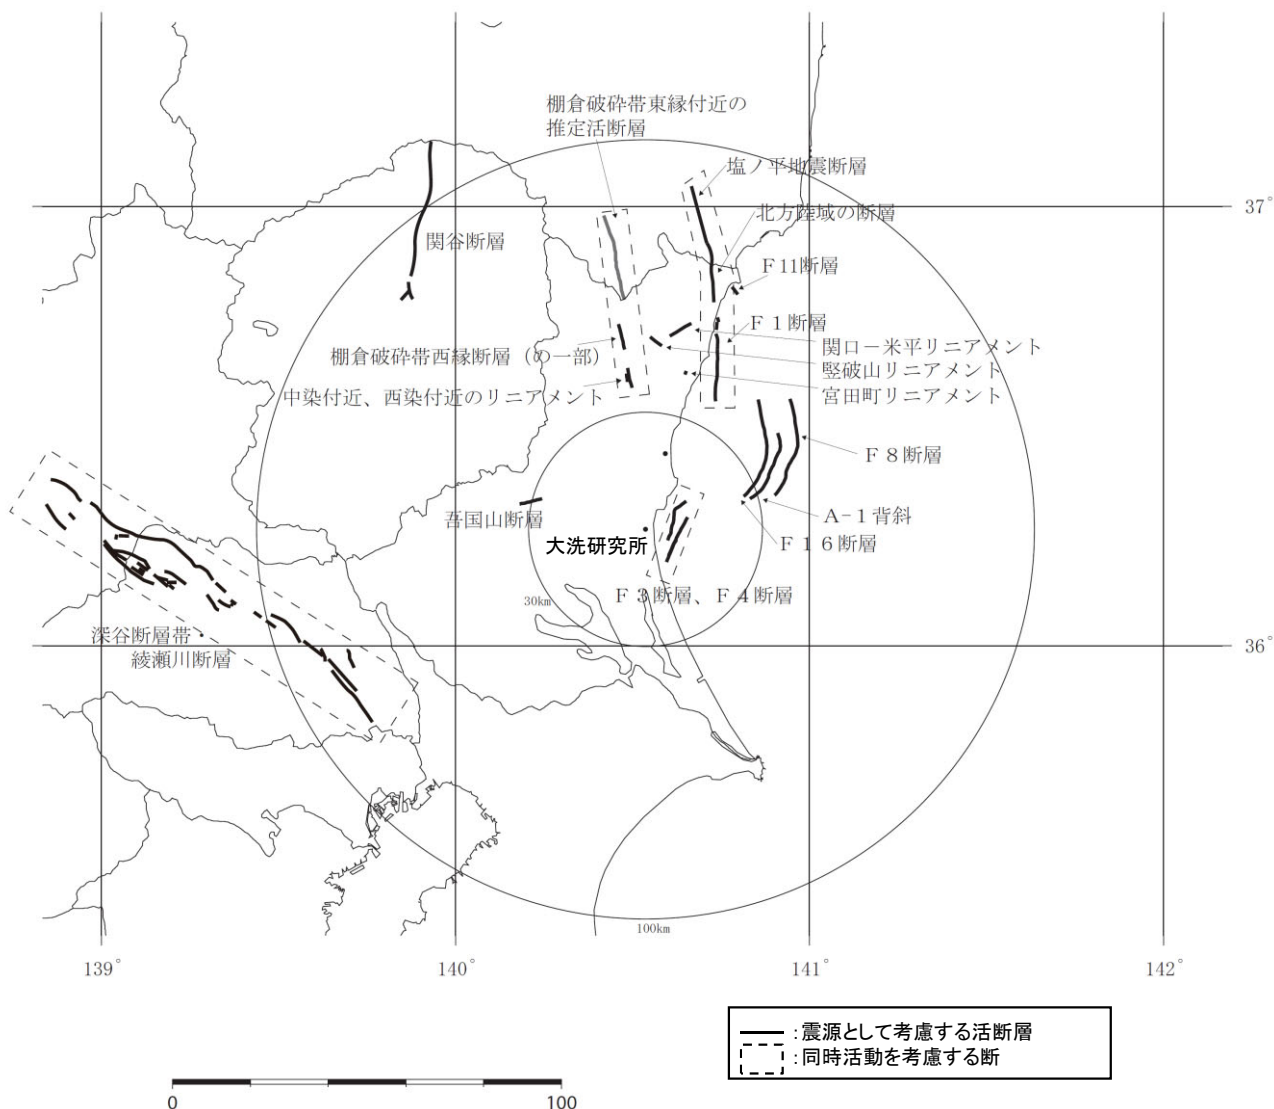 棚倉破砕帯東縁付近の
推定活断層
塩ノ平地震断層
37°
北方陸域の断層
関谷断層
F11断層
F1断層
関口－米平リニアメント
棚倉破砕帯西縁断層（の一部）
竪破山リニアメント
中染付近、西染付近のリニアメント
宮田町リニアメント
F8断層
吾国山断層
A-1背斜
大洗研究所
F16断層
F3断層、F4断層
30km
深谷断層帯・
綾瀬川断層
36°
100km
139°
140°
141°
142°
:震源として考慮する活断層
:同時活動を考慮する断
0
100